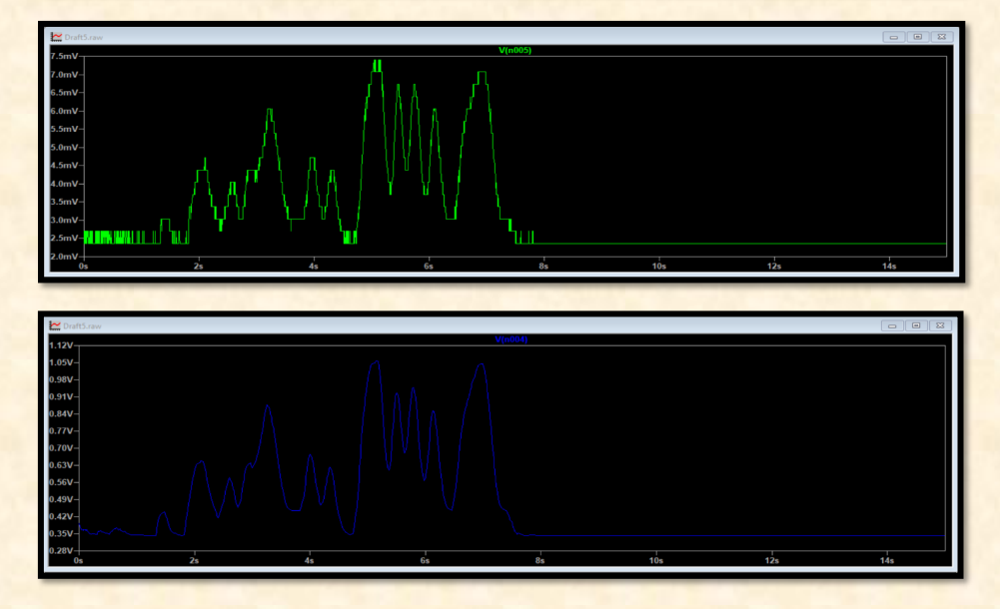 Draft5.raw
V(n005)
7.5mV
7.0mV
6.5mV
6.0mV
5.5mV
5.0mV
4.5mV
4.0mV
3.5mV
3.0mV
2.5mV
2.0mV
0s 2s 4s 6s 8s 10s 12s 14s
Draft5.raw
V(n004)
1.12V
1.05V
0.98V
0.91V
0.84V
0.77V
0.70V
0.63V
0.56V
0.49V
0.42V
0.35V
0.28V
0s 2s 4s 6s 8s 10s 12s 14s